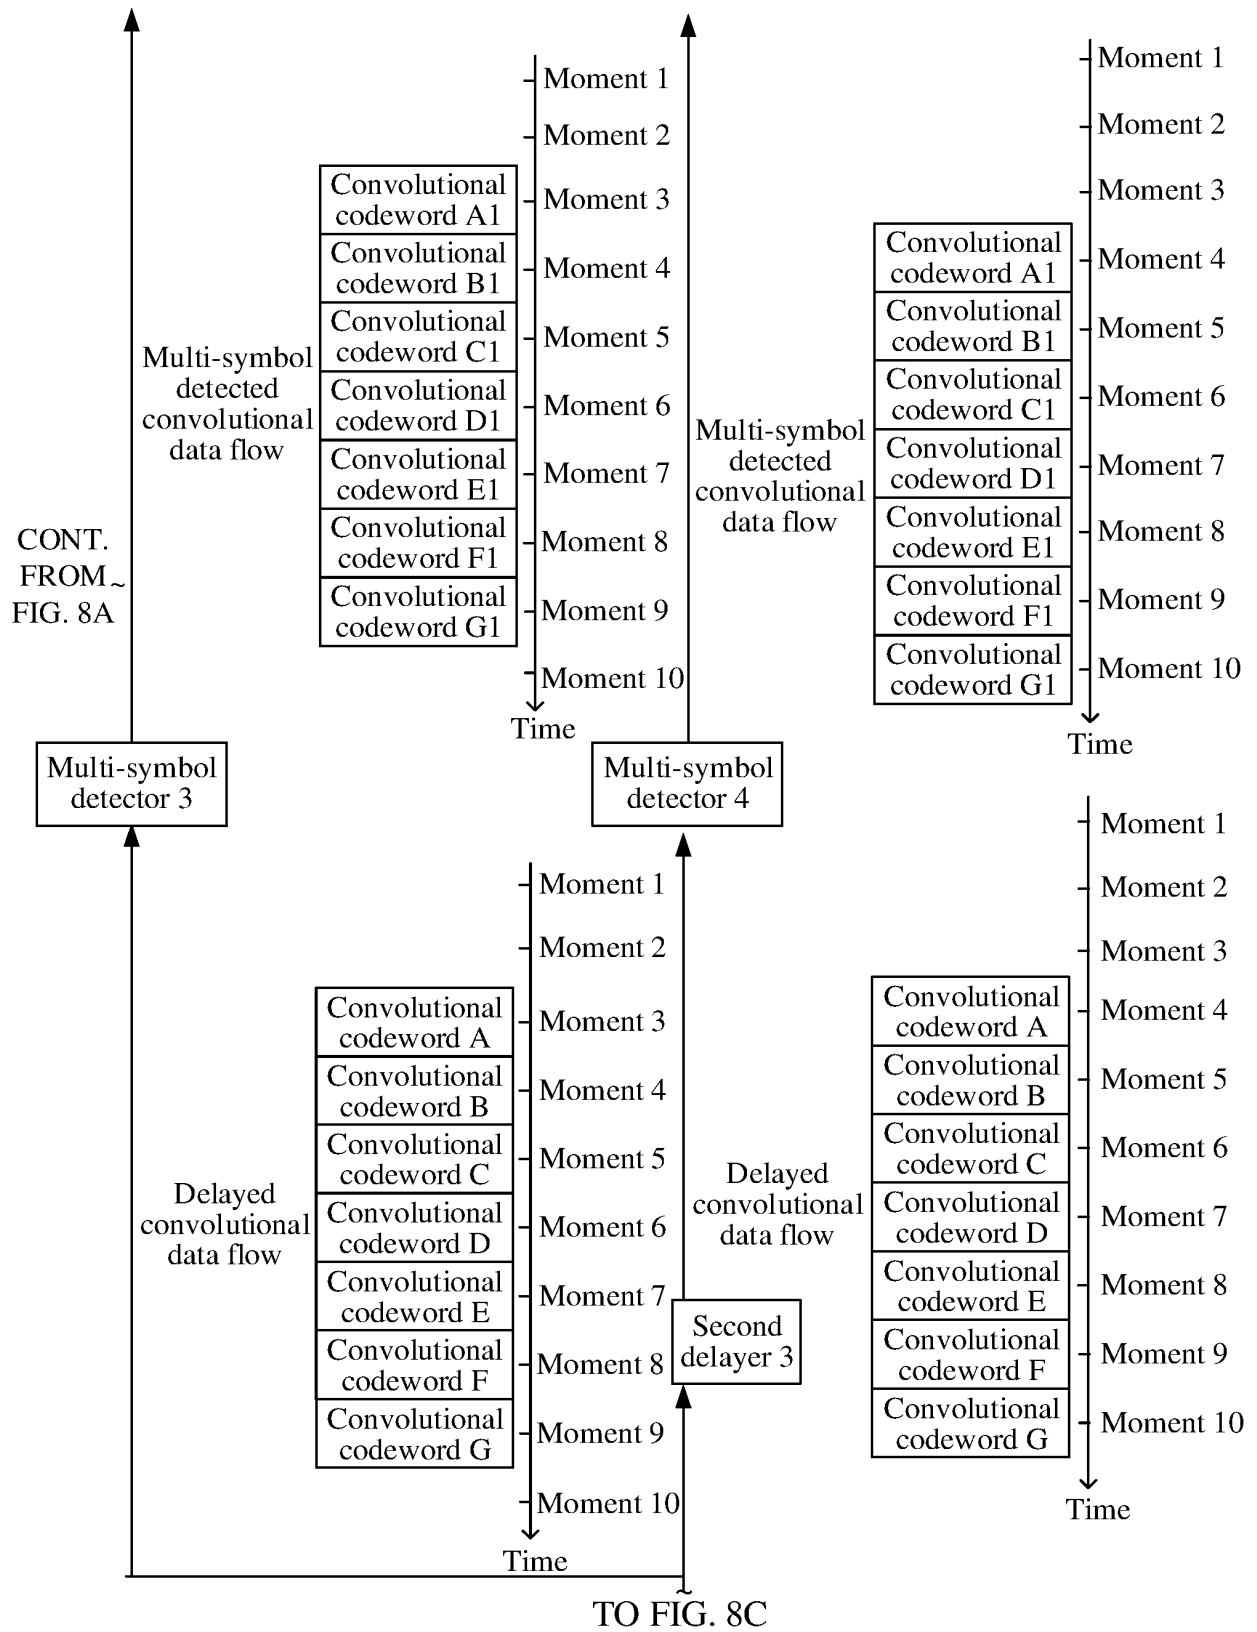 Moment 1
Moment 2
Convolutional
codeword A1
Moment 3
Convolutional
codeword B1
Moment 4
Convolutional
codeword C1
Moment 5
Convolutional
codeword D1
Moment 6
Convolutional
codeword E1
Moment 7
Convolutional
codeword F1
Moment 8
Convolutional
codeword G1
Moment 9
Moment 10
Time
Multi-symbol
detected
convolutional
data flow
CONT.
FROM
FIG. 8A
Multi-symbol
detector 3
Moment 1
Moment 2
Moment 3
Convolutional
codeword A1
Moment 4
Convolutional
codeword B1
Moment 5
Convolutional
codeword C1
Moment 6
Convolutional
codeword D1
Moment 7
Convolutional
codeword E1
Moment 8
Convolutional
codeword F1
Moment 9
Convolutional
codeword G1
Moment 10
Time
Multi-symbol
detected
convolutional
data flow
Multi-symbol
detector 4
Moment 1
Moment 2
Convolutional
codeword A
Moment 3
Convolutional
codeword B
Moment 4
Convolutional
codeword C
Moment 5
Convolutional
codeword D
Moment 6
Convolutional
codeword E
Moment 7
Convolutional
codeword F
Moment 8
Convolutional
codeword G
Moment 9
Moment 10
Time
Delayed
convolutional
data flow
Moment 1
Moment 2
Moment 3
Convolutional
codeword A
Moment 4
Convolutional
codeword B
Moment 5
Convolutional
codeword C
Moment 6
Convolutional
codeword D
Moment 7
Convolutional
codeword E
Moment 8
Convolutional
codeword F
Moment 9
Convolutional
codeword G
Moment 10
Time
Delayed
convolutional
data flow
Second
delayer 3
TO FIG. 8C